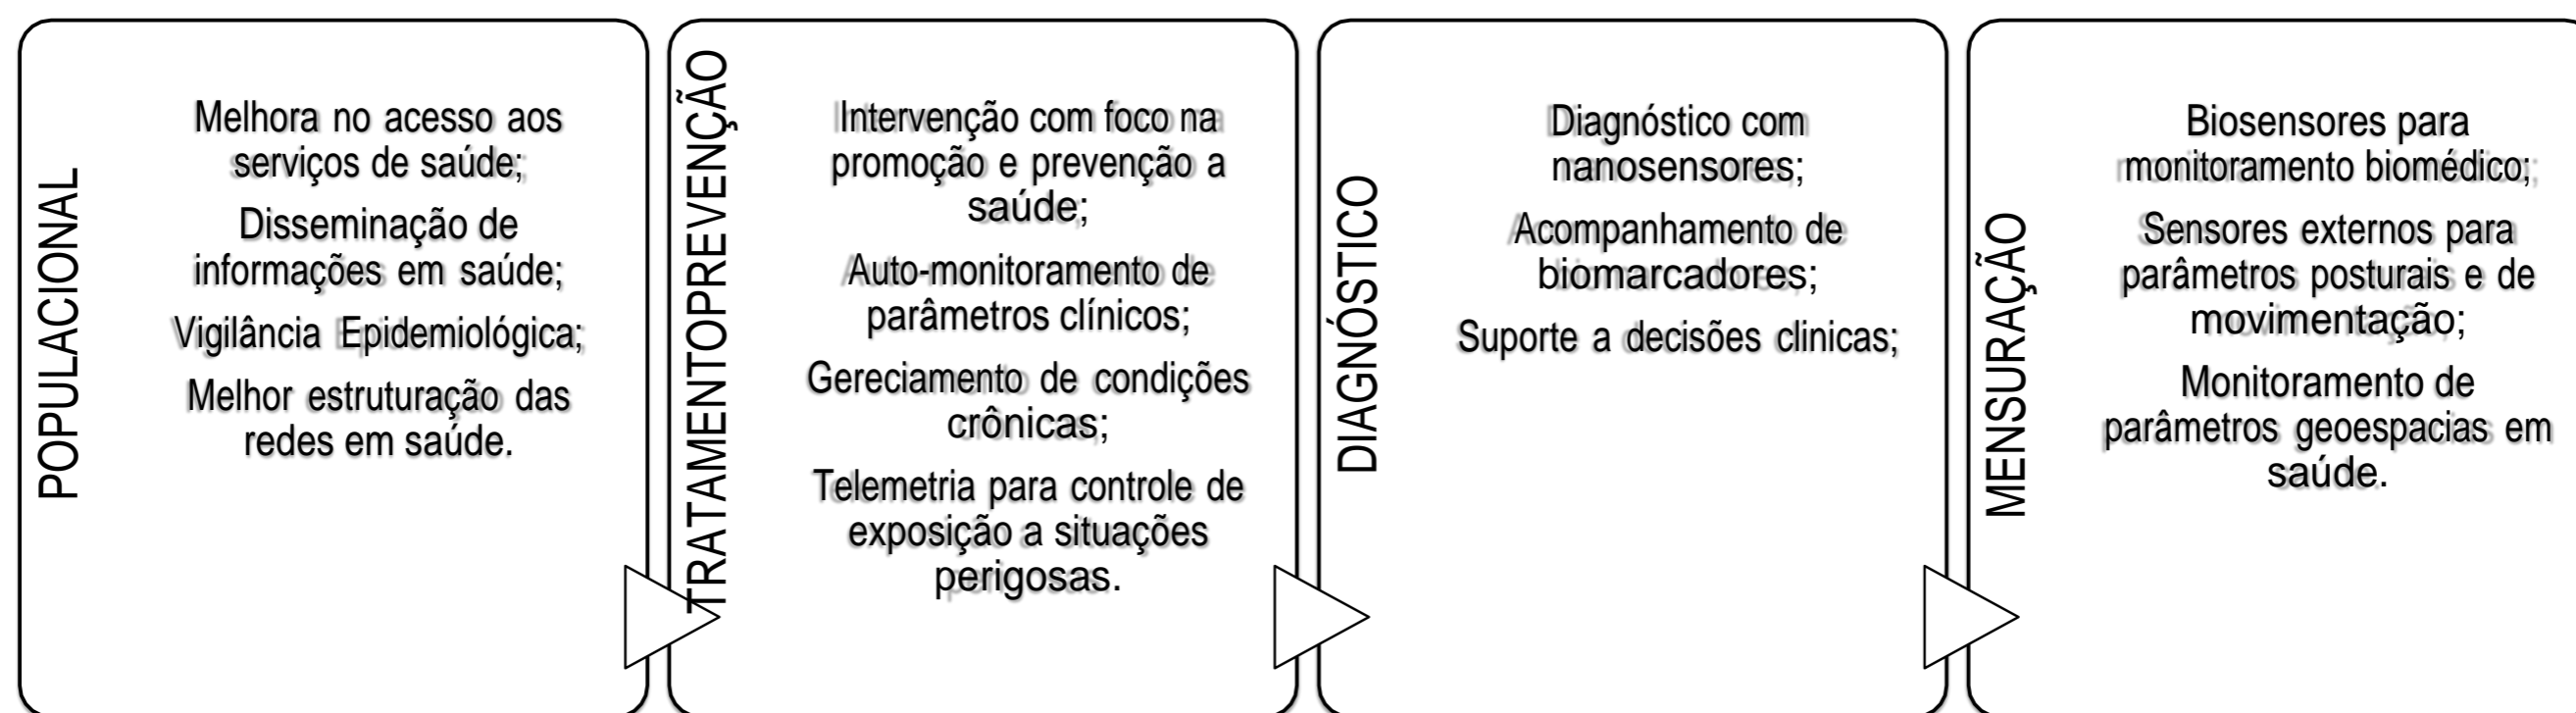 POPULACIONAL
Melhora no acesso aos
serviços de saúde;
Disseminação de
informações em saúde;
Vigilância Epidemiológica;
Melhor estruturação das
redes em saúde.
TRATAMENTOPREVENÇÃO
Intervenção com foco na
promoção e prevenção a
saúde;
Auto-monitoramento de
parâmetros clínicos;
Gereciamento de condições
crônicas;
Telemetria para controle de
exposição a situações
perigosas.
DIAGNÓSTICO
Diagnóstico com
nanosensores;
Acompanhamento de
biomarcadores;
Suporte a decisões clinicas;
MENSURAÇÃO
Biosensores para
monitoramento biomédico;
Sensores externos para
parâmetros posturais e de
movimentação;
Monitoramento de
parâmetros geoespacias em
saúde.